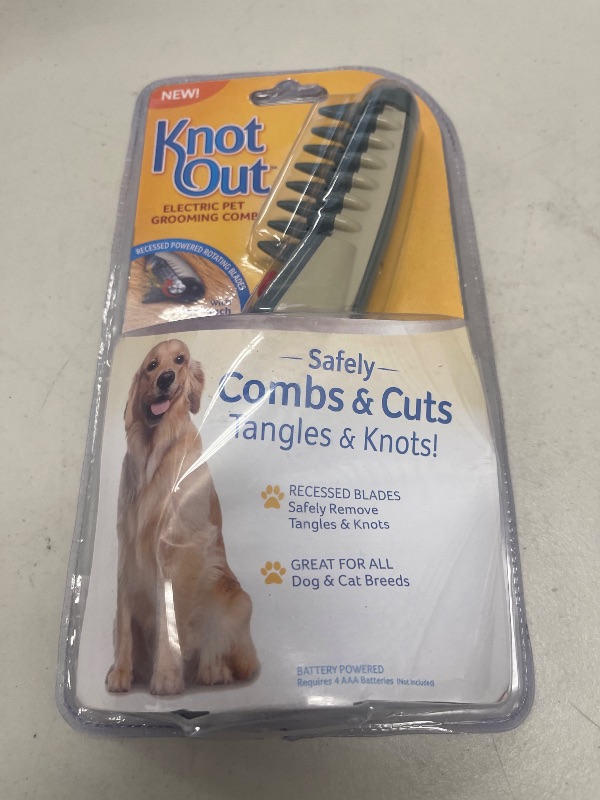 NEW!
Knot
Out™
ELECTRIC PET
GROOMING COMB
RECESSED POWERED ROTATING BLADES
— Safely —
Combs & Cuts
Tangles & Knots!
RECESSED BLADES
Safely Remove
Tangles & Knots
GREAT FOR ALL
Dog & Cat Breeds
BATTERY POWERED
Requires 4 AAA Batteries (Not Included)